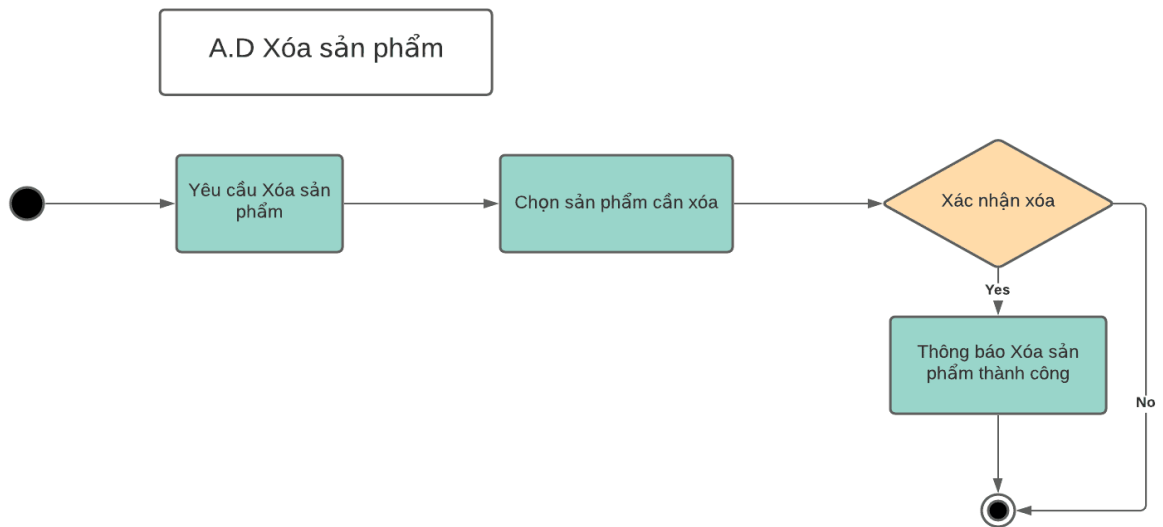 A.D Xóa sản phẩm
Yêu cầu Xóa sản
phẩm
Chọn sản phẩm cần xóa
Xác nhận xóa
Yes
Thông báo Xóa sản
phẩm thành công
No